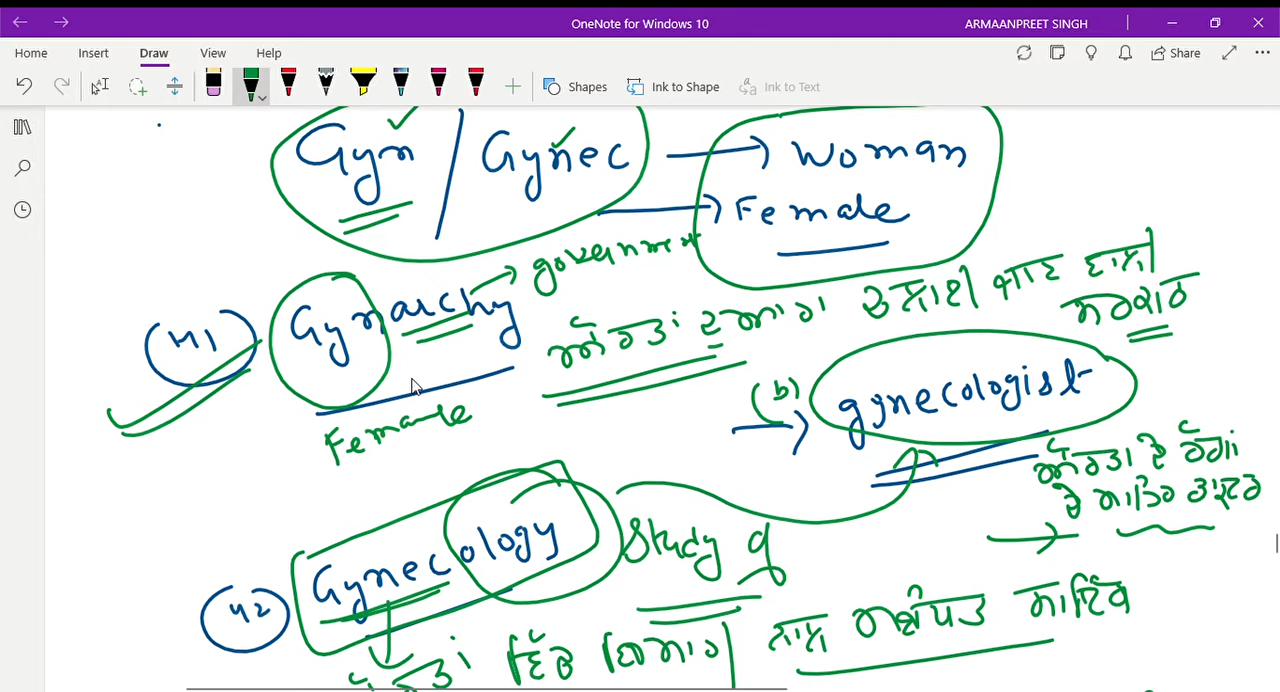 OneNote for Windows 10 ARMAANPREET SINGH
Home Insert Draw View Help Share
Shapes Ink to Shape Ink to Text
Gyn / Gynec → Woman
→ Female
41 Gynarchy → government
ਔਰਤਾਂ ਦੁਆਰਾ ਚਲਾਈ ਜਾਣ ਵਾਲੀ
ਸਰਕਾਰ
Female
(b) → gynecologist
ਔਰਤਾਂ ਦੇ ਰੋਗਾਂ
ਦੇ ਮਾਹਿਰ ਡਾਕਟਰ
42 Gynecology Study of
ਵਿੱਚ ਬਿਮਾਰੀ ਨਾਲ ਸਬੰਧਿਤ